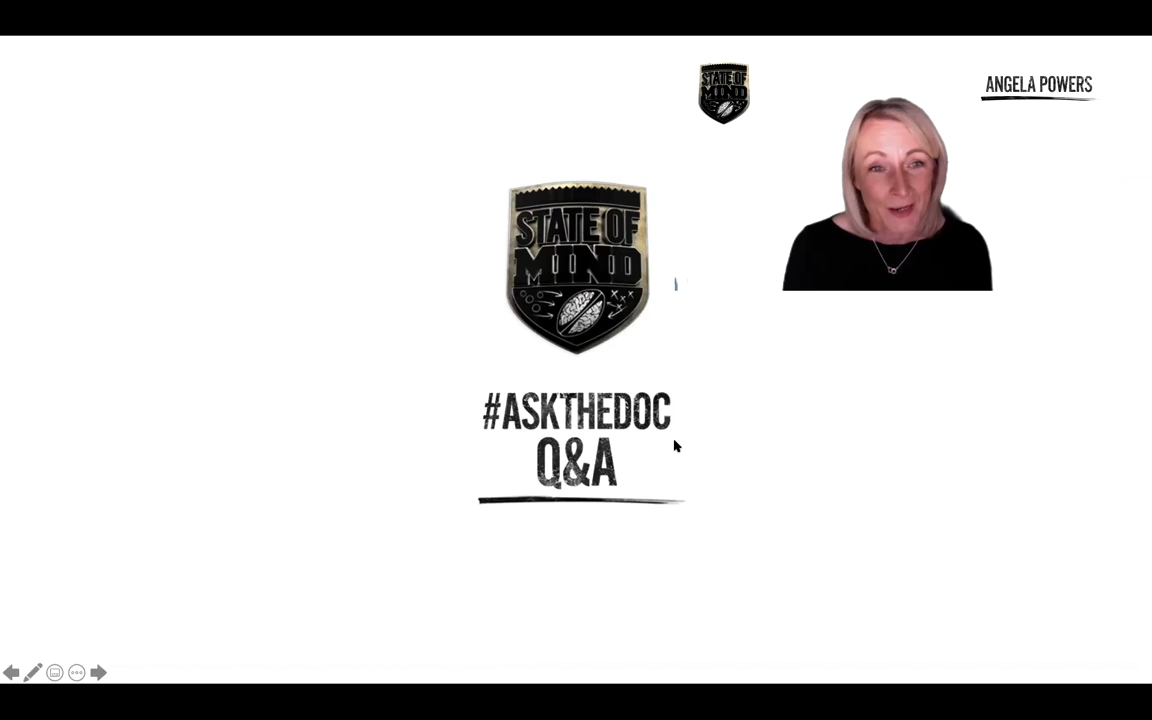 STATE OF
MIND
ANGELA POWERS
STATE OF
MIND
#ASKTHEDOC
Q&A